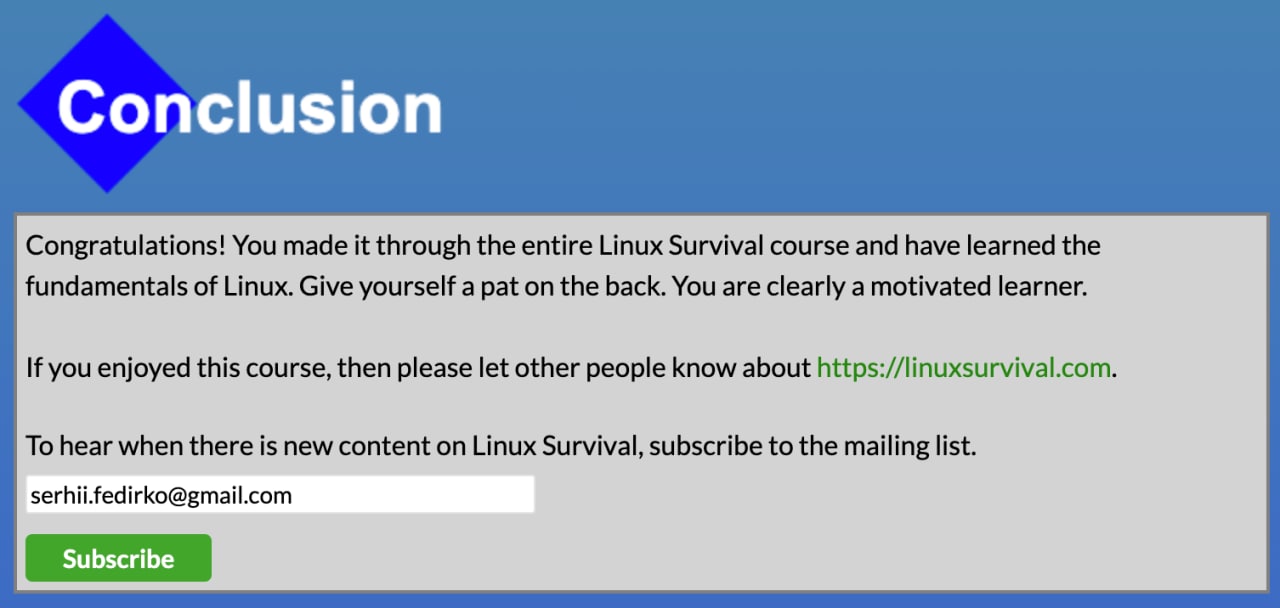 Conclusion
Congratulations! You made it through the entire Linux Survival course and have learned the
fundamentals of Linux. Give yourself a pat on the back. You are clearly a motivated learner.
If you enjoyed this course, then please let other people know about https://linuxsurvival.com.
To hear when there is new content on Linux Survival, subscribe to the mailing list.
serhii.fedirko@gmail.com
Subscribe